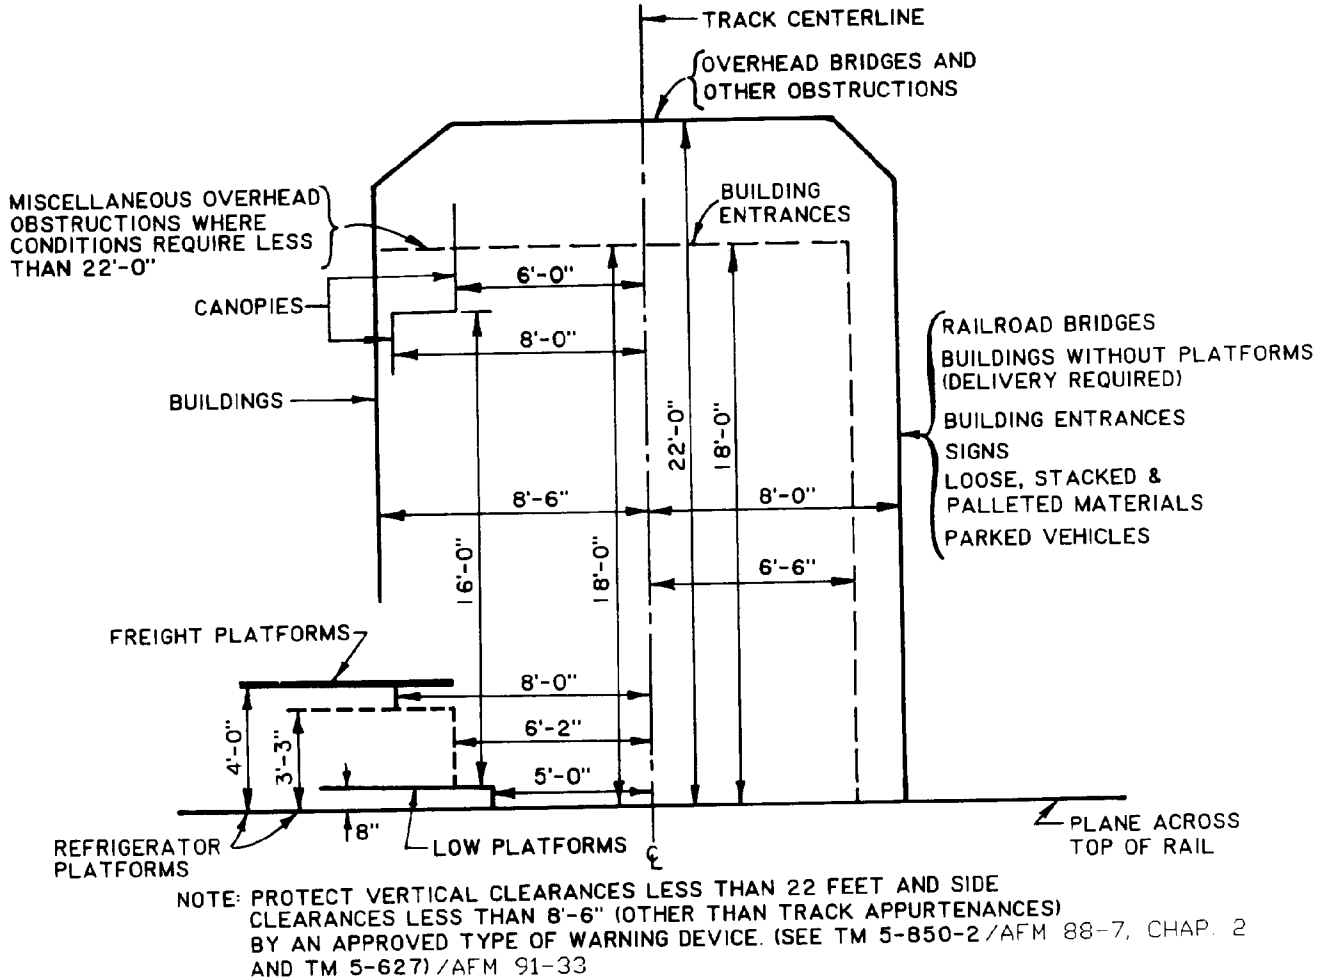 TRACK CENTERLINE
OVERHEAD BRIDGES AND
OTHER OBSTRUCTIONS
MISCELLANEOUS OVERHEAD
OBSTRUCTIONS WHERE
CONDITIONS REQUIRE LESS
THAN 22'-0"
BUILDING
ENTRANCES
6'-0"
CANOPIES
8'-0"
BUILDINGS
RAILROAD BRIDGES
BUILDINGS WITHOUT PLATFORMS
(DELIVERY REQUIRED)
BUILDING ENTRANCES
SIGNS
LOOSE, STACKED &
PALLETED MATERIALS
PARKED VEHICLES
22'-0"
18'-0"
8'-6"
8'-0"
16'-0"
18'-0"
6'-6"
FREIGHT PLATFORMS
8'-0"
6'-2"
4'-0"
3'-3"
5'-0"
8"
REFRIGERATOR
PLATFORMS
LOW PLATFORMS
CL
PLANE ACROSS
TOP OF RAIL
NOTE: PROTECT VERTICAL CLEARANCES LESS THAN 22 FEET AND SIDE
CLEARANCES LESS THAN 8'-6" (OTHER THAN TRACK APPURTENANCES)
BY AN APPROVED TYPE OF WARNING DEVICE. (SEE TM 5-850-2/AFM 88-7, CHAP. 2
AND TM 5-627)/AFM 91-33